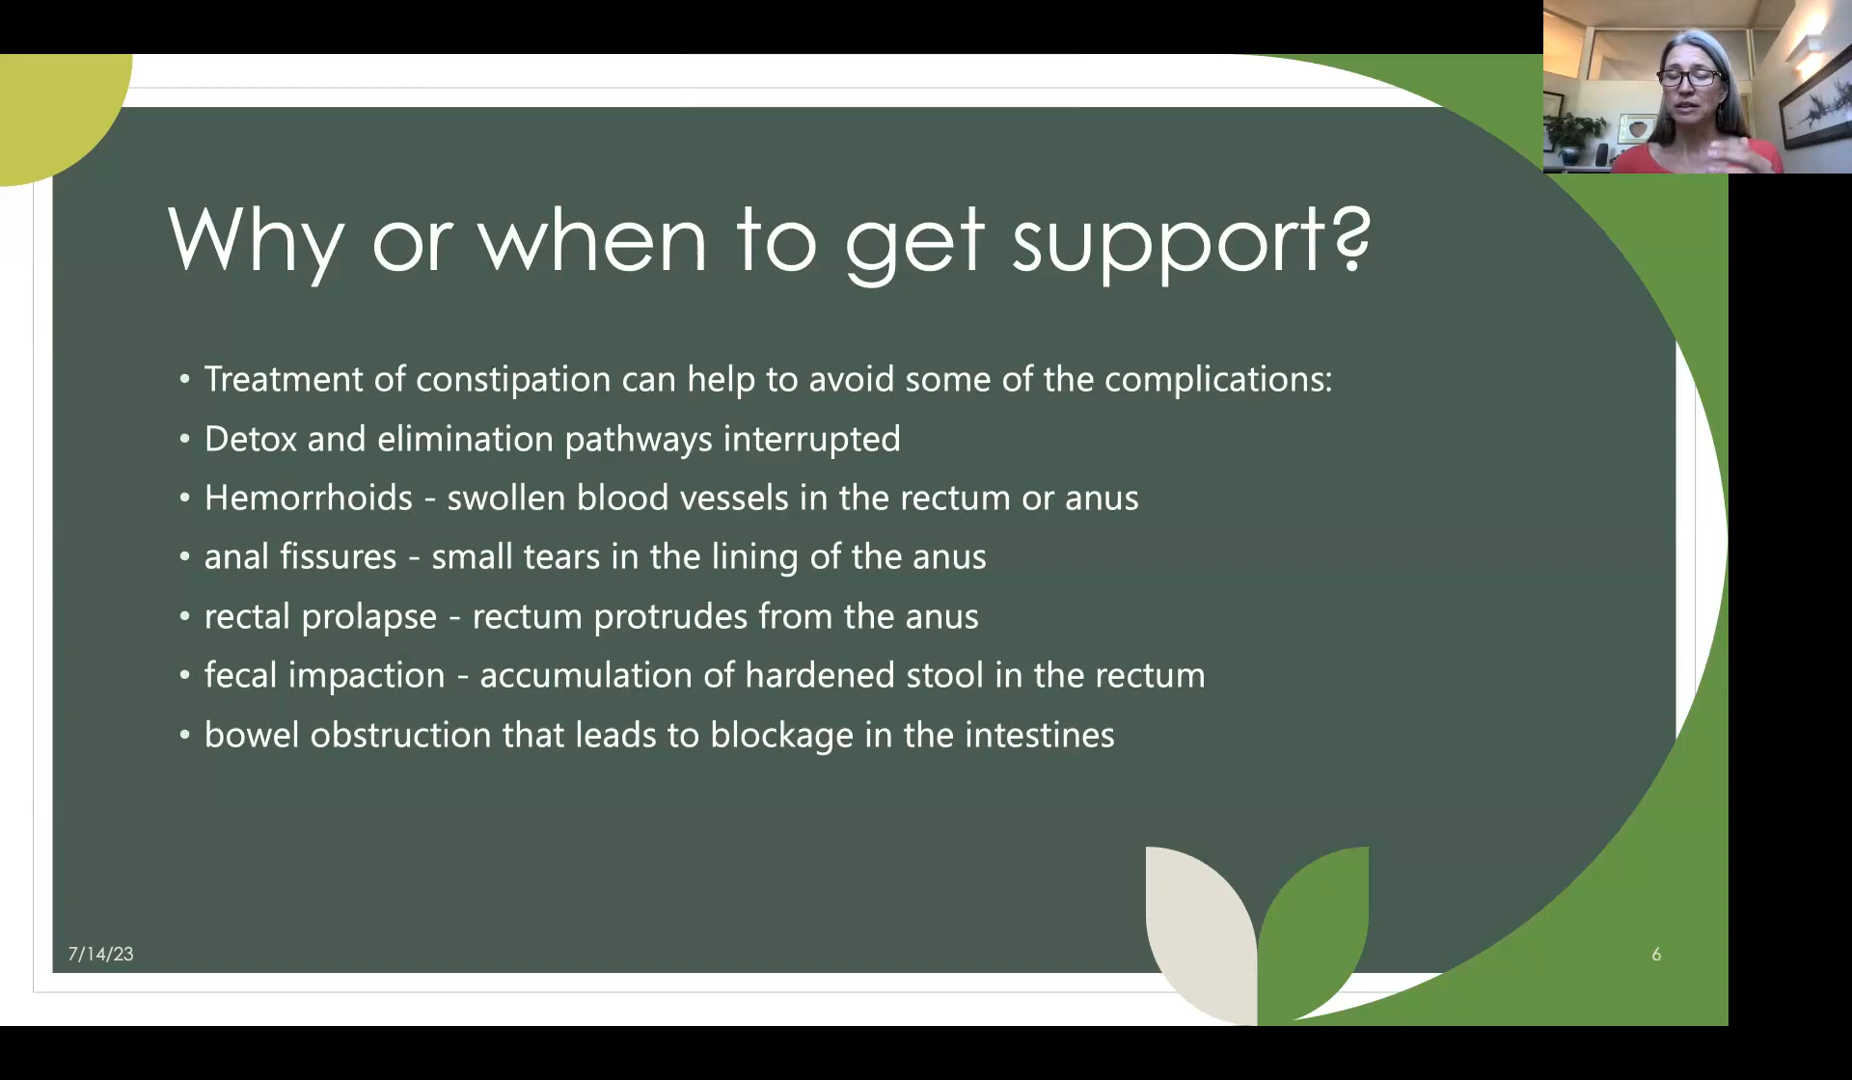 Why or when to get support?
• Treatment of constipation can help to avoid some of the complications:
• Detox and elimination pathways interrupted
• Hemorrhoids - swollen blood vessels in the rectum or anus
• anal fissures - small tears in the lining of the anus
• rectal prolapse - rectum protrudes from the anus
• fecal impaction - accumulation of hardened stool in the rectum
• bowel obstruction that leads to blockage in the intestines
7/14/23
6